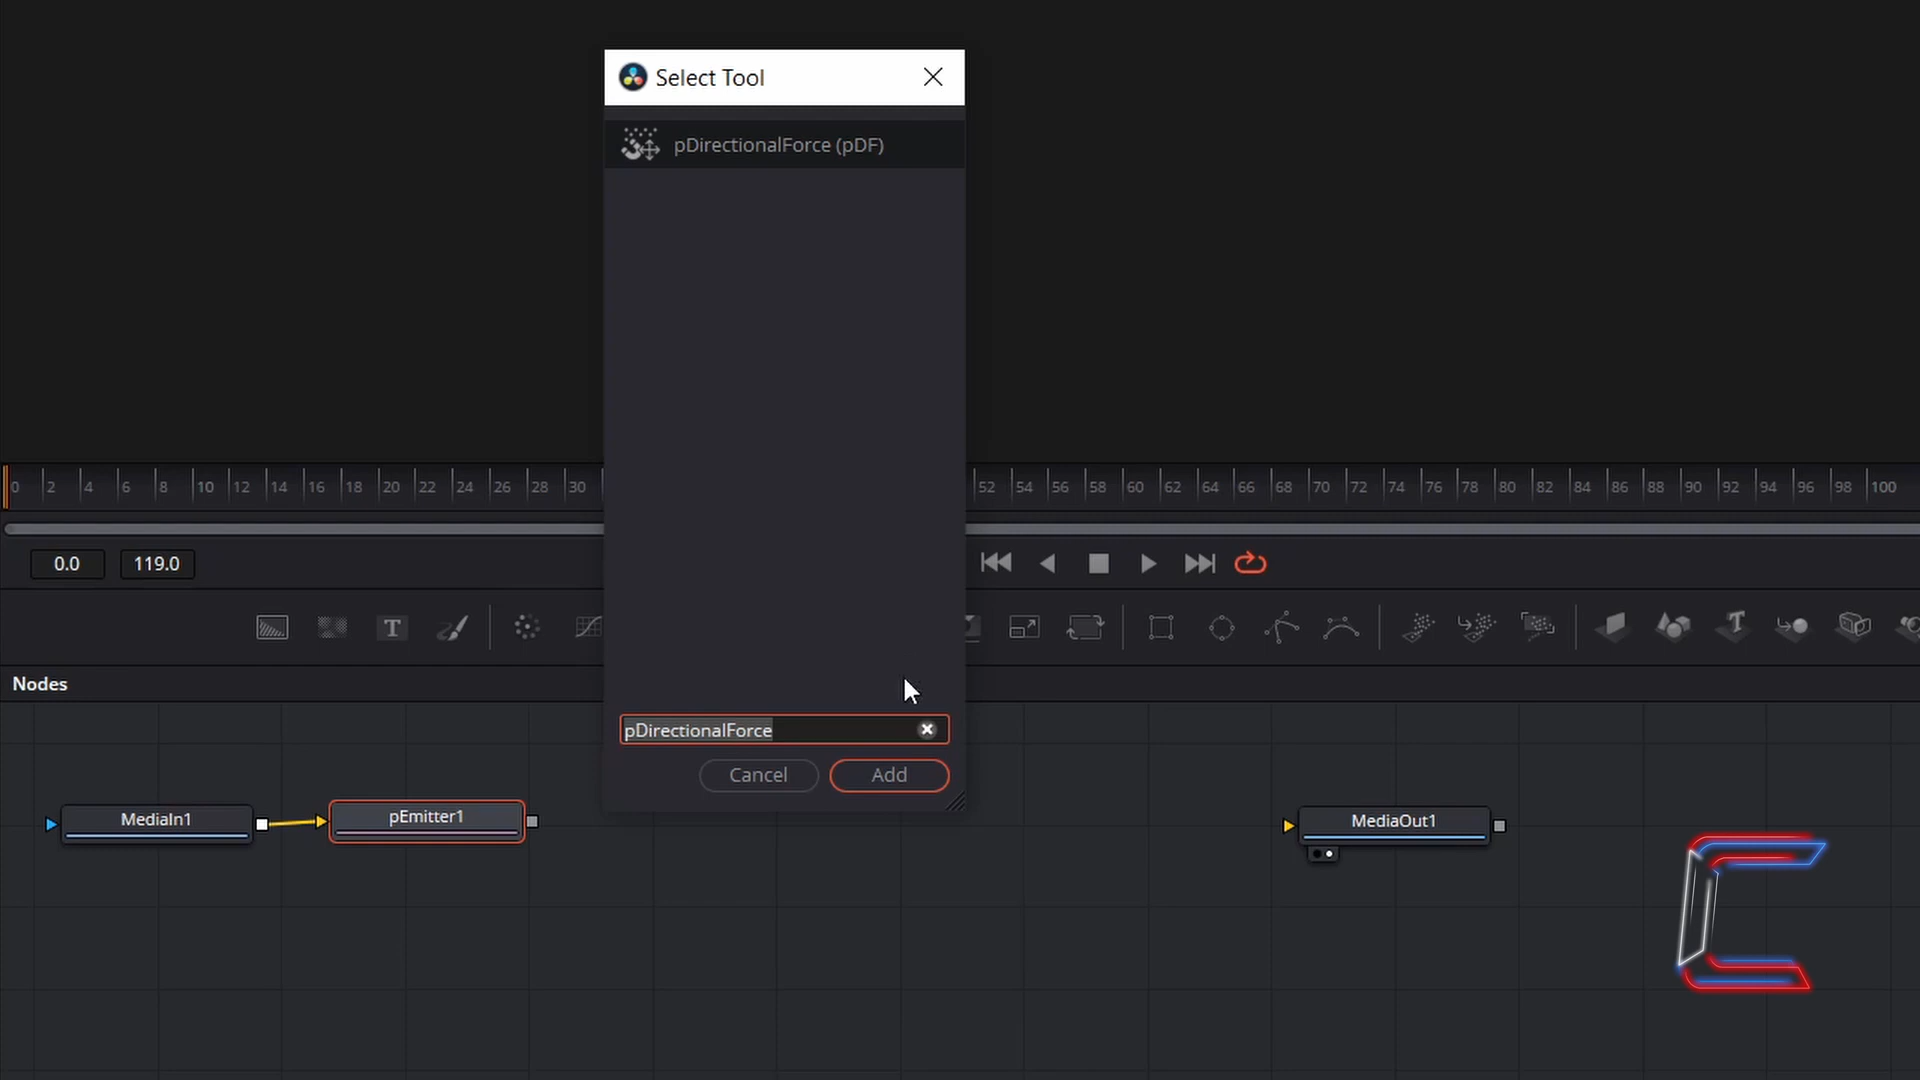 Select Tool
pDirectionalForce (pDF)
0 2 4 6 8 10 12 14 16 18 20 22 24 26 28 30 52 54 56 58 60 62 64 66 68 70 72 74 76 78 80 82 84 86 88 90 92 94 96 98 100
0.0 119.0
T
Nodes
pDirectionalForce
Cancel Add
MediaIn1 pEmitter1 MediaOut1